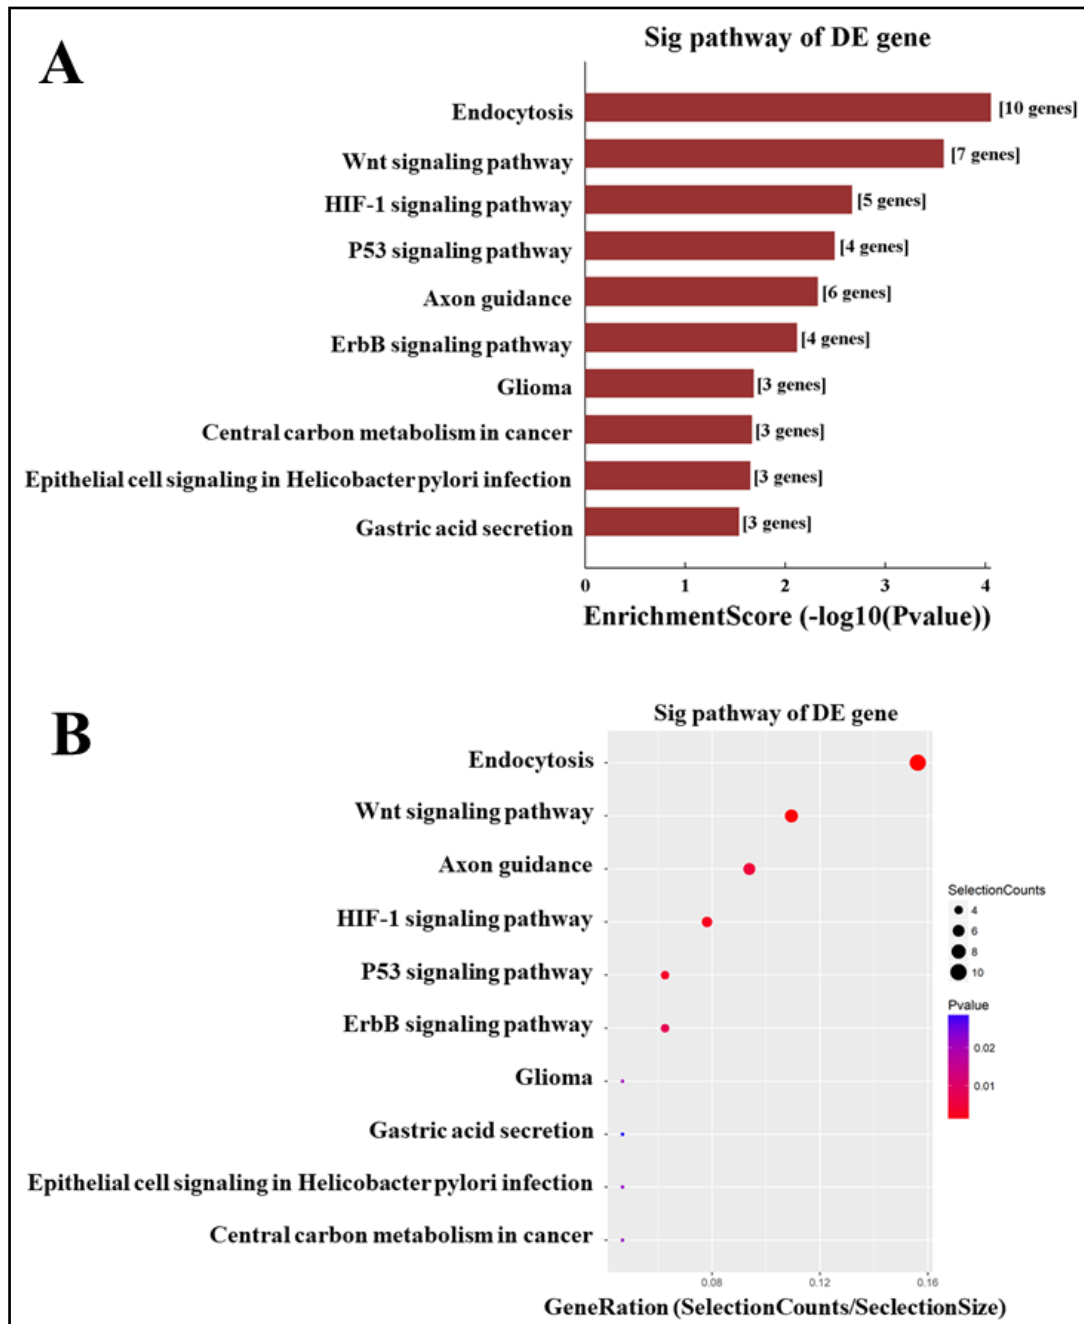 A
Sig pathway of DE gene
Endocytosis [10 genes]
Wnt signaling pathway [7 genes]
HIF-1 signaling pathway [5 genes]
P53 signaling pathway [4 genes]
Axon guidance [6 genes]
ErbB signaling pathway [4 genes]
Glioma [3 genes]
Central carbon metabolism in cancer [3 genes]
Epithelial cell signaling in Helicobacter pylori infection [3 genes]
Gastric acid secretion [3 genes]
0 1 2 3 4
EnrichmentScore (-log10(Pvalue))
B
Sig pathway of DE gene
Endocytosis
Wnt signaling pathway
Axon guidance
HIF-1 signaling pathway
P53 signaling pathway
ErbB signaling pathway
Glioma
Gastric acid secretion
Epithelial cell signaling in Helicobacter pylori infection
Central carbon metabolism in cancer
SelectionCounts
4
6
8
10
Pvalue
0.02
0.01
0.08 0.12 0.16
GeneRation (SelectionCounts/SeclectionSize)